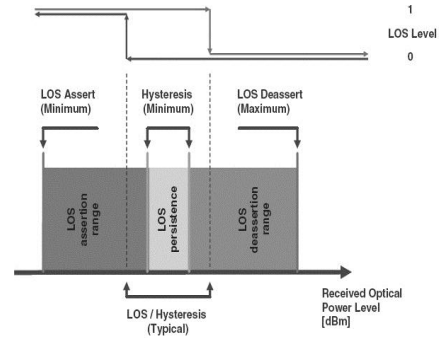 1
LOS Level
0
LOS Assert
(Minimum)
Hysteresis
(Minimum)
LOS Deassert
(Maximum)
LOS
assertion
range
LOS
persistence
LOS
deassertion
range
Received Optical
Power Level
[dBm]
LOS / Hysteresis
(Typical)